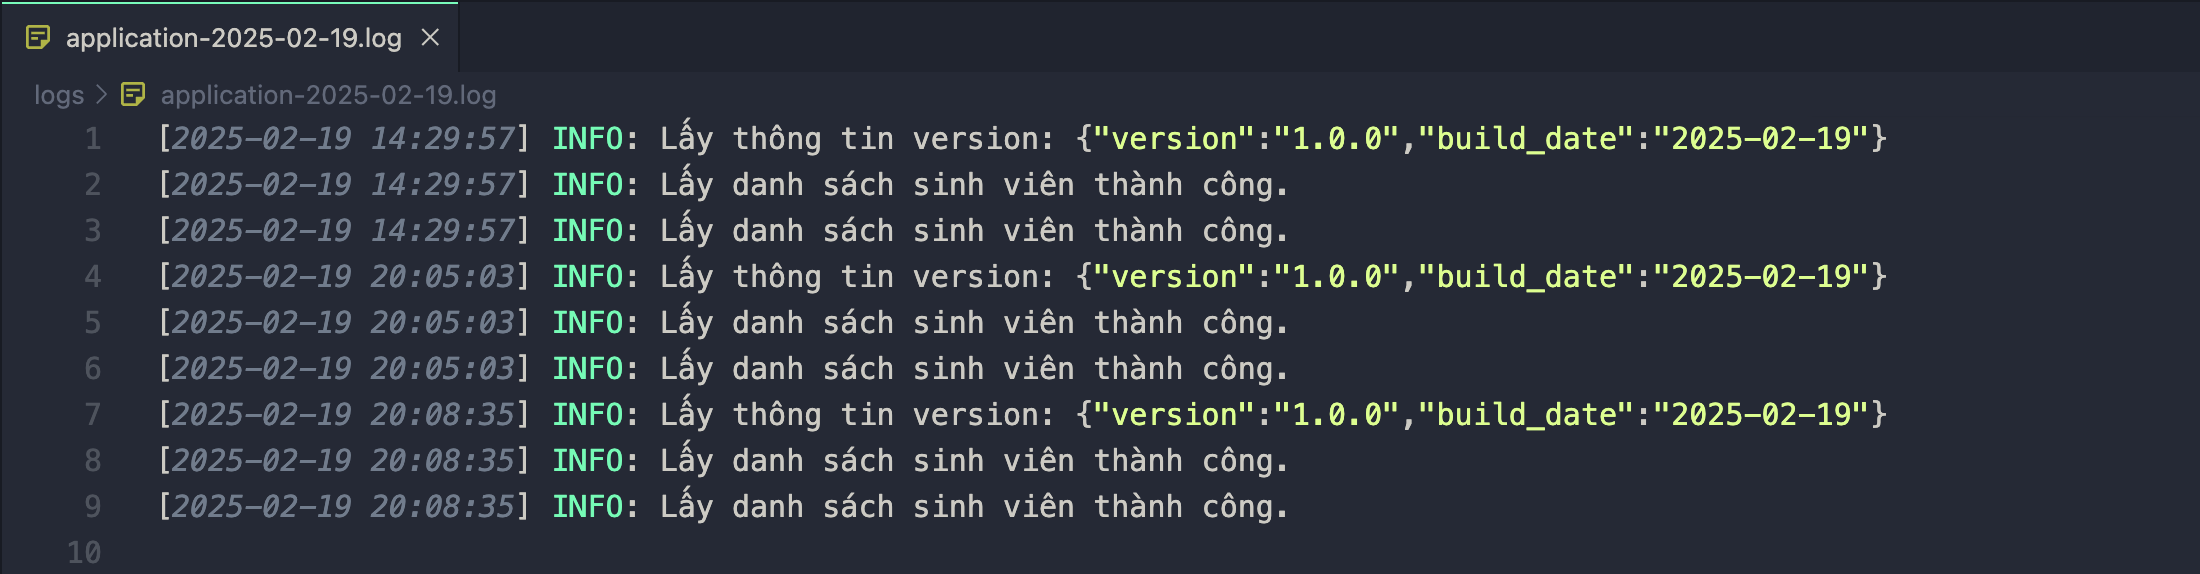 application-2025-02-19.log
logs > application-2025-02-19.log
1 [2025-02-19 14:29:57] INFO: Lấy thông tin version: {"version":"1.0.0","build_date":"2025-02-19"}
2 [2025-02-19 14:29:57] INFO: Lấy danh sách sinh viên thành công.
3 [2025-02-19 14:29:57] INFO: Lấy danh sách sinh viên thành công.
4 [2025-02-19 20:05:03] INFO: Lấy thông tin version: {"version":"1.0.0","build_date":"2025-02-19"}
5 [2025-02-19 20:05:03] INFO: Lấy danh sách sinh viên thành công.
6 [2025-02-19 20:05:03] INFO: Lấy danh sách sinh viên thành công.
7 [2025-02-19 20:08:35] INFO: Lấy thông tin version: {"version":"1.0.0","build_date":"2025-02-19"}
8 [2025-02-19 20:08:35] INFO: Lấy danh sách sinh viên thành công.
9 [2025-02-19 20:08:35] INFO: Lấy danh sách sinh viên thành công.
10